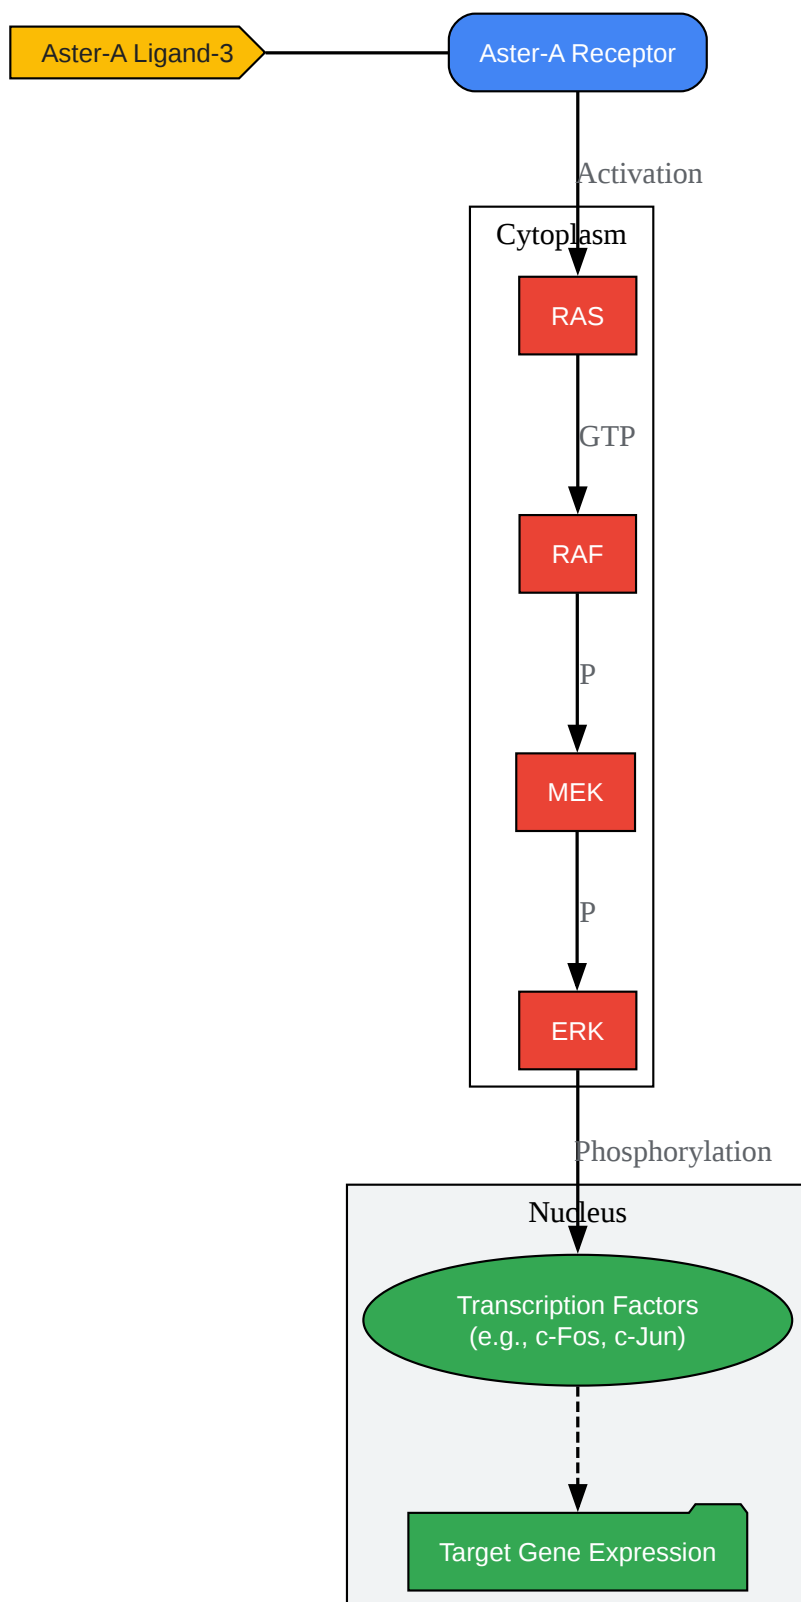 Aster-A Ligand-3
Aster-A Receptor
Activation
Cytoplasm
RAS
GTP
RAF
P
MEK
P
ERK
Phosphorylation
Nucleus
Transcription Factors
(e.g., c-Fos, c-Jun)
Target Gene Expression